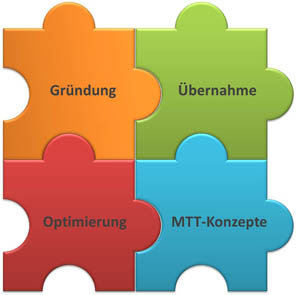 Gründung
Übernahme
Optimierung
MTT-Konzepte